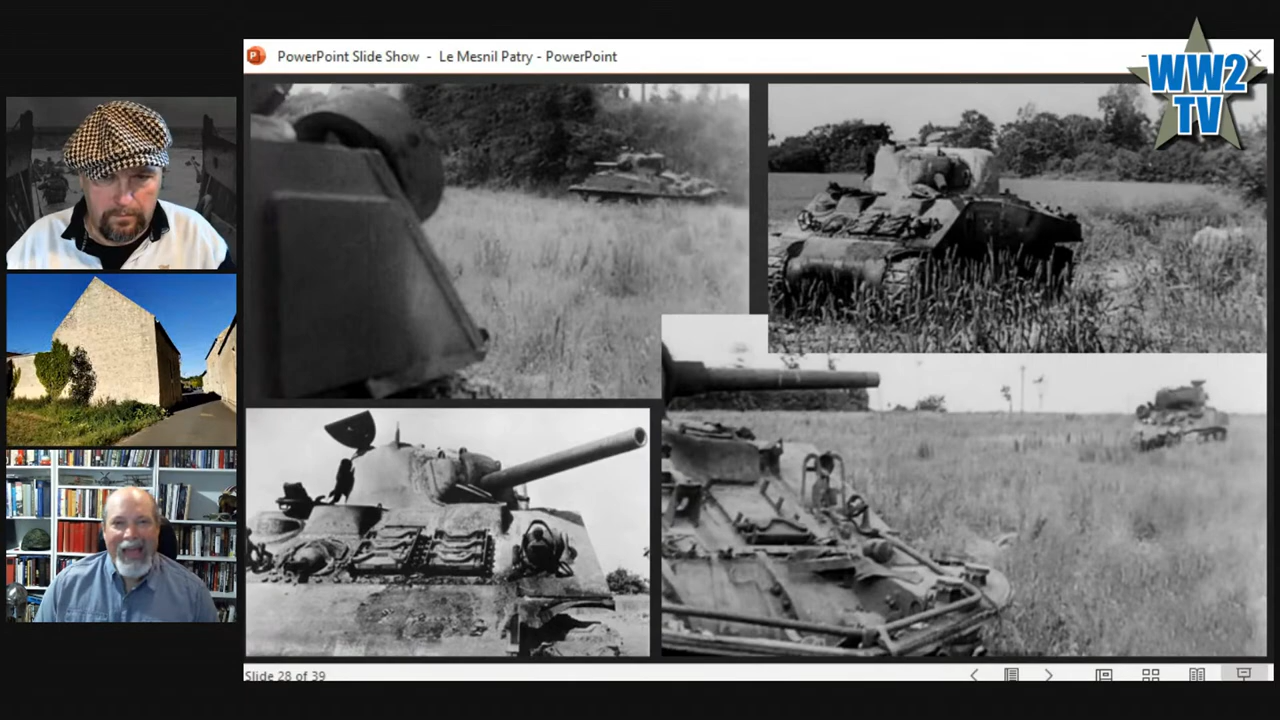 PowerPoint Slide Show - Le Mesnil Patry - PowerPoint
WW2
TV
Slide 28 of 39